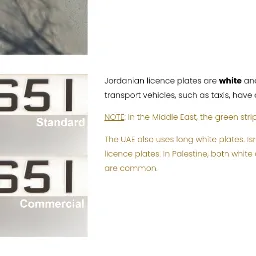 Jordanian licence plates are white and
transport vehicles, such as taxis, have
651
Standard
NOTE: In the Middle East, the green strip
The UAE also uses long white plates. Isr
licence plates. In Palestine, both white
are common.
651
Commercial